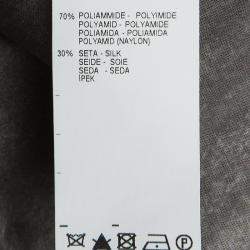 70% POLIAMMIDE - POLYIMIDE
POLYAMID - POLYAMIDE
POLIAMIDA - POLIAMIDA
POLYAMID (NAYLON)
30% SETA - SILK
SEIDE - SOIE
SEDA - SEDA
IPEK
P